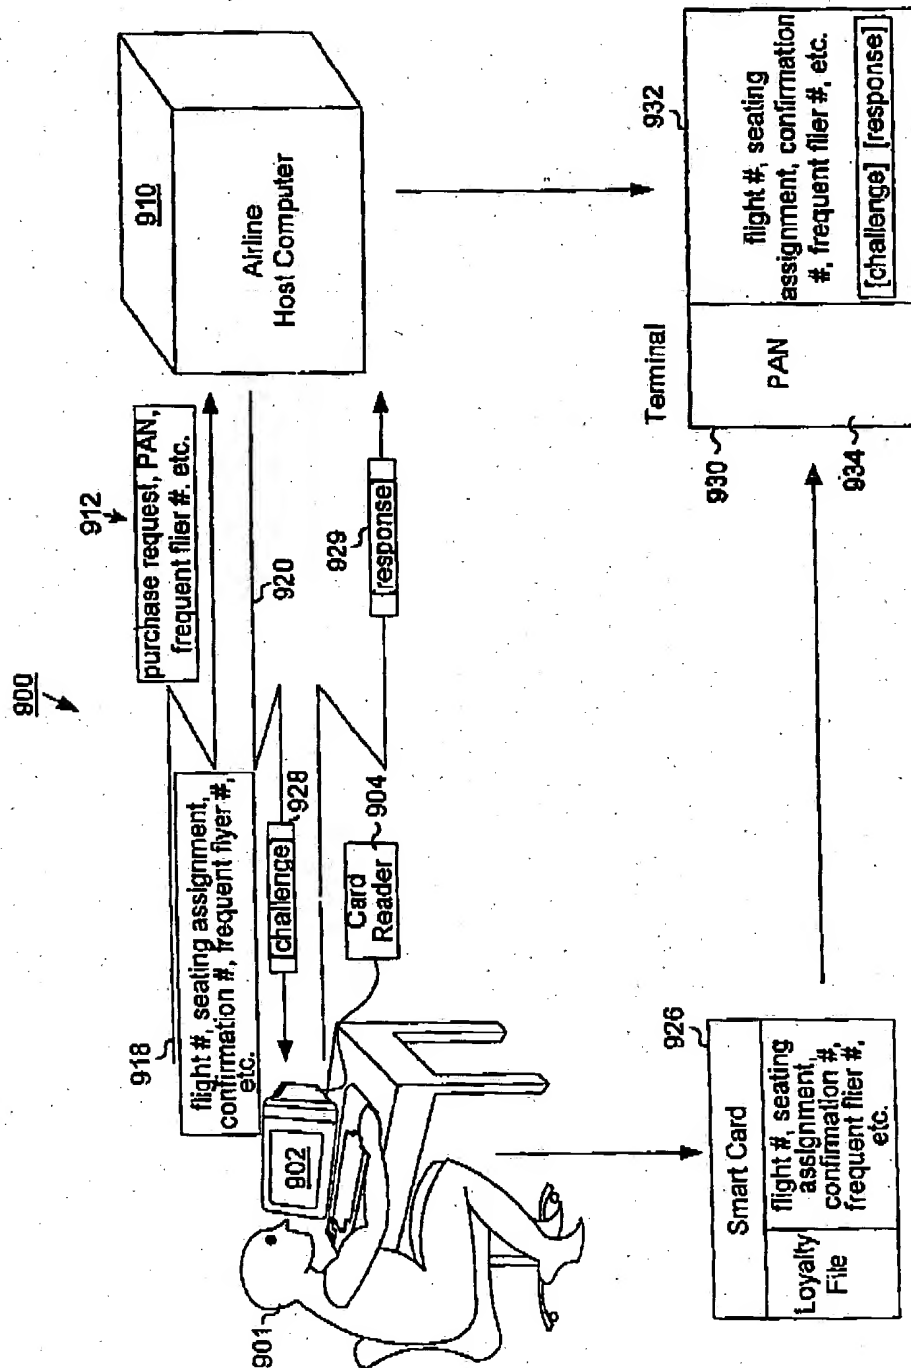 900
912
purchase request, PAN,
frequent flier #. etc.
918
flight #, seating assignment,
confirmation #, frequent flyer #,
etc.
920
910
Airline
Host Computer
challenge
928
929
response
Card
Reader
904
901
902
926
Smart Card
Loyalty
File
flight #, seating
assignment,
confirmation #,
frequent flier #,
etc.
Terminal
930
932
934
PAN
flight #, seating
assignment, confirmation
#, frequent flier #, etc.
[challenge] [response]